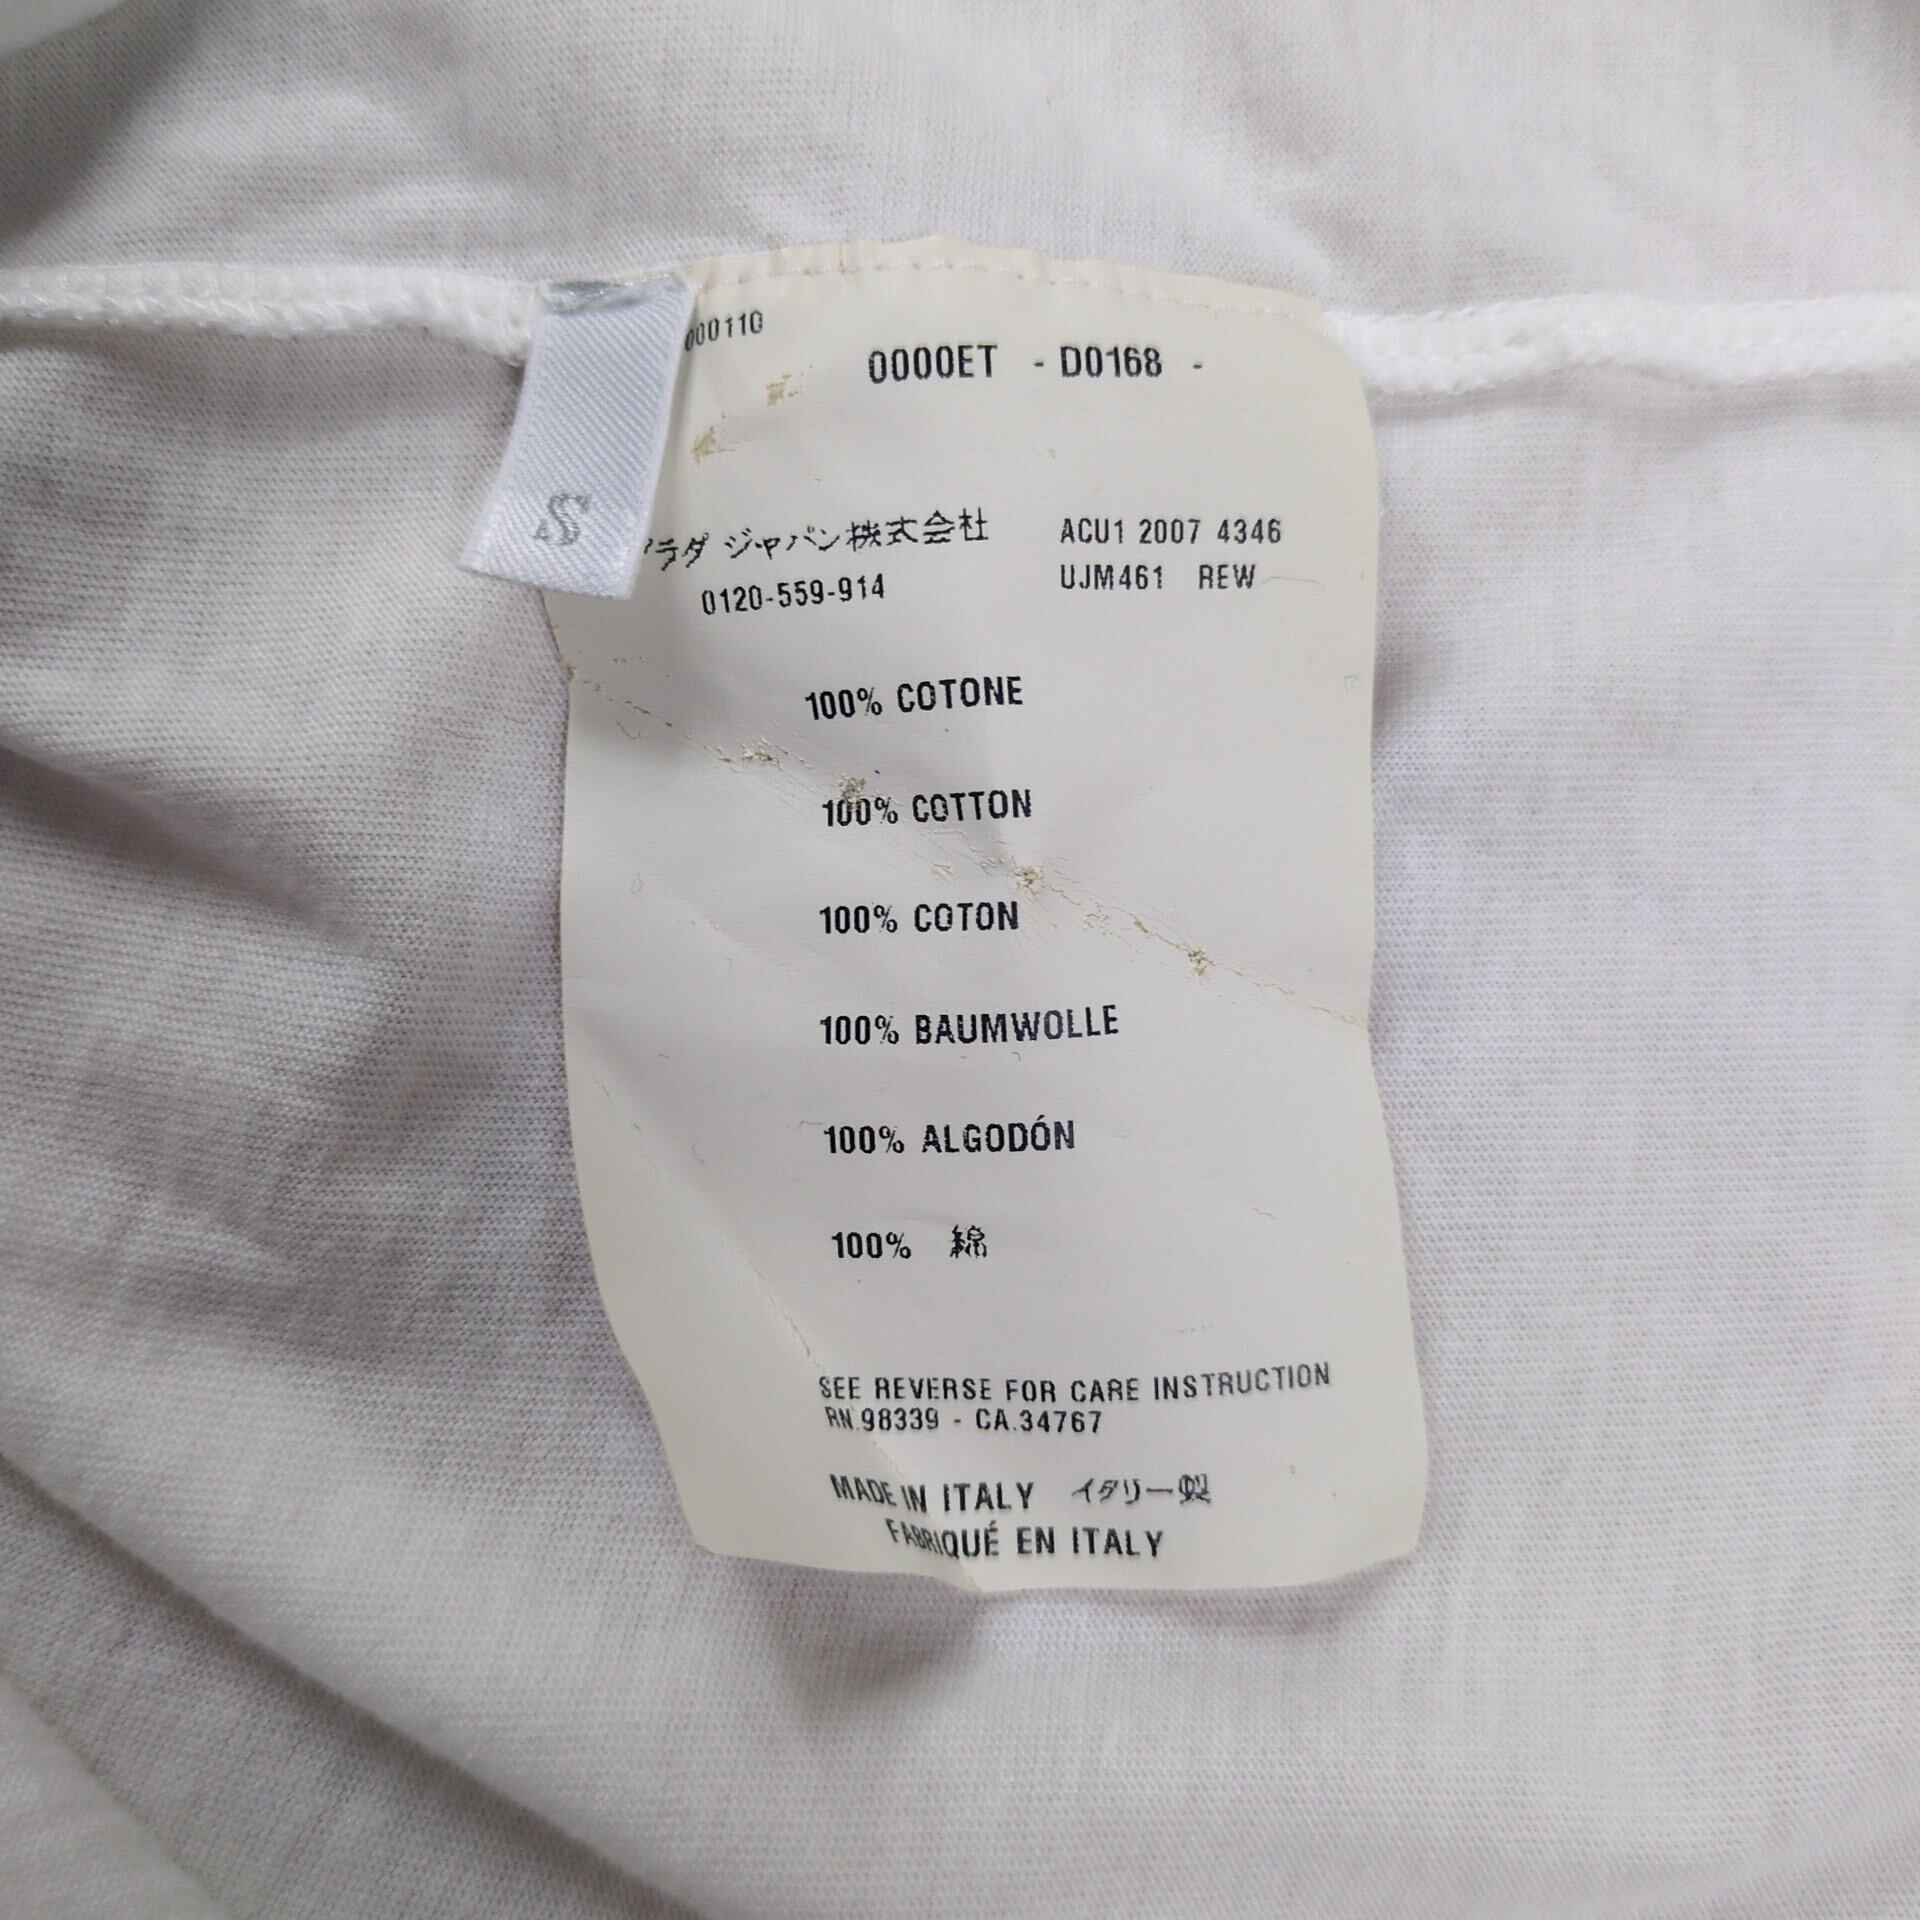 000110
0000ET - D0168 -
S
ラダ ジャパン株式会社
0120-559-914
ACU1 2007 4346
UJM461 REW
100% COTONE
100% COTTON
100% COTON
100% BAUMWOLLE
100% ALGODÓN
100% 綿
SEE REVERSE FOR CARE INSTRUCTION
RN.98339 - CA.34767
MADE IN ITALY イタリー製
FABRIQUÉ EN ITALY